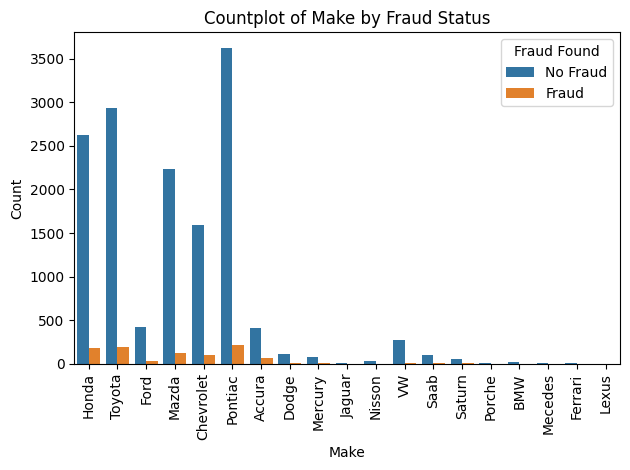 Countplot of Make by Fraud Status
Fraud Found
No Fraud
Fraud
3500
3000
2500
2000
1500
1000
500
0
Count
Honda
Toyota
Ford
Mazda
Chevrolet
Pontiac
Accura
Dodge
Mercury
Jaguar
Nisson
VW
Saab
Saturn
Porche
BMW
Mecedes
Ferrari
Lexus
Make